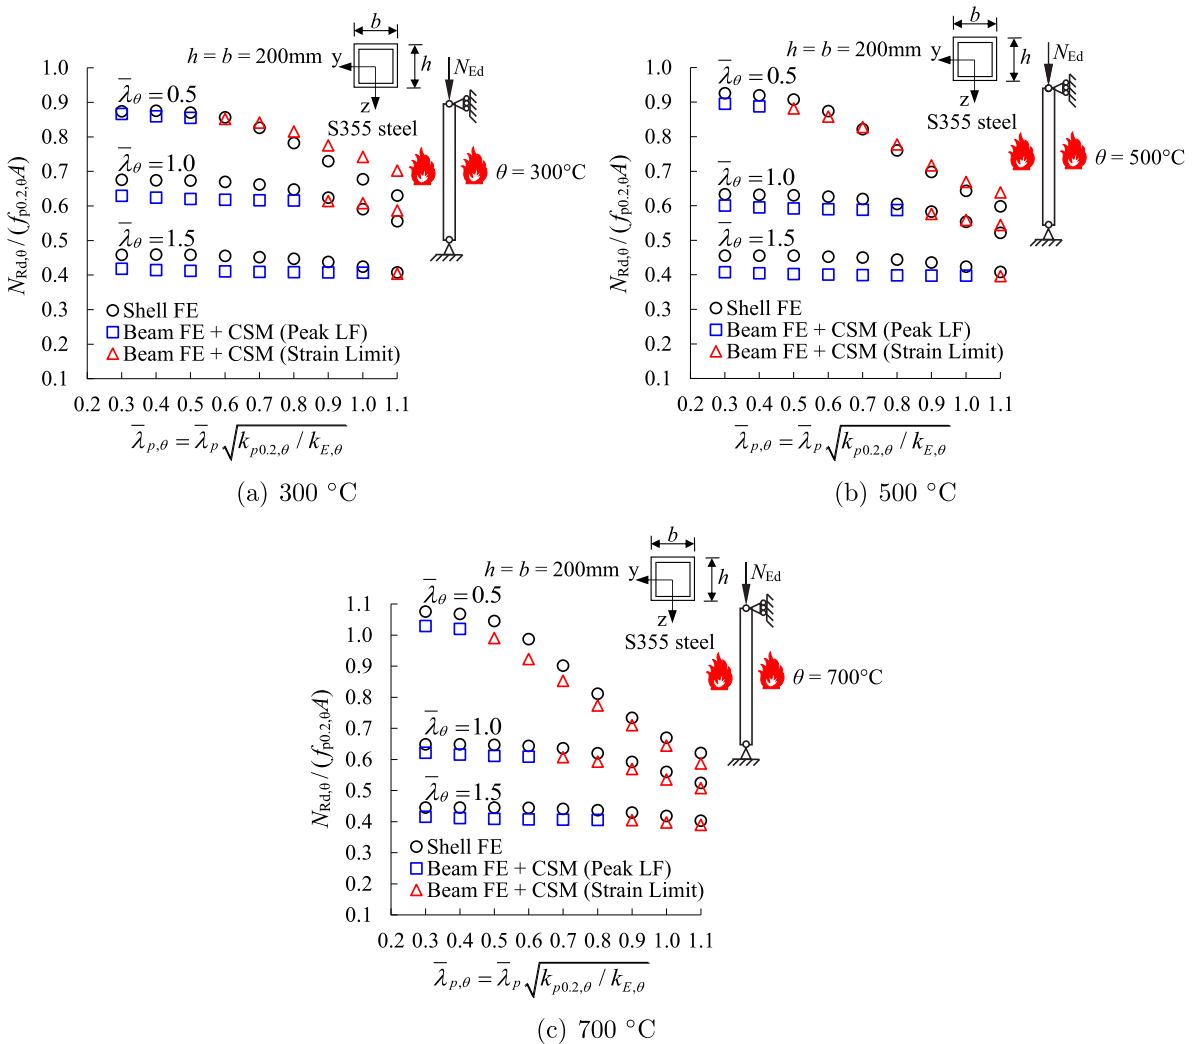 b
h = b = 200mm
y
h
z
N_Ed
S355 steel
θ = 300°C
N_Rd,θ / (f_p0.2,θ A)
1.0
0.9
0.8
0.7
0.6
0.5
0.4
0.3
0.2
0.1
λ̅_θ = 0.5
λ̅_θ = 1.0
λ̅_θ = 1.5
Shell FE
Beam FE + CSM (Peak LF)
Beam FE + CSM (Strain Limit)
0.2 0.3 0.4 0.5 0.6 0.7 0.8 0.9 1.0 1.1
λ̅_p,θ = λ̅_p √(k_p0.2,θ / k_E,θ)
(a) 300 °C
b
h = b = 200mm
y
h
z
N_Ed
S355 steel
θ = 500°C
N_Rd,θ / (f_p0.2,θ A)
1.0
0.9
0.8
0.7
0.6
0.5
0.4
0.3
0.2
0.1
λ̅_θ = 0.5
λ̅_θ = 1.0
λ̅_θ = 1.5
Shell FE
Beam FE + CSM (Peak LF)
Beam FE + CSM (Strain Limit)
0.2 0.3 0.4 0.5 0.6 0.7 0.8 0.9 1.0 1.1
λ̅_p,θ = λ̅_p √(k_p0.2,θ / k_E,θ)
(b) 500 °C
b
h = b = 200mm
y
h
z
N_Ed
S355 steel
θ = 700°C
N_Rd,θ / (f_p0.2,θ A)
1.1
1.0
0.9
0.8
0.7
0.6
0.5
0.4
0.3
0.2
0.1
λ̅_θ = 0.5
λ̅_θ = 1.0
λ̅_θ = 1.5
Shell FE
Beam FE + CSM (Peak LF)
Beam FE + CSM (Strain Limit)
0.2 0.3 0.4 0.5 0.6 0.7 0.8 0.9 1.0 1.1
λ̅_p,θ = λ̅_p √(k_p0.2,θ / k_E,θ)
(c) 700 °C